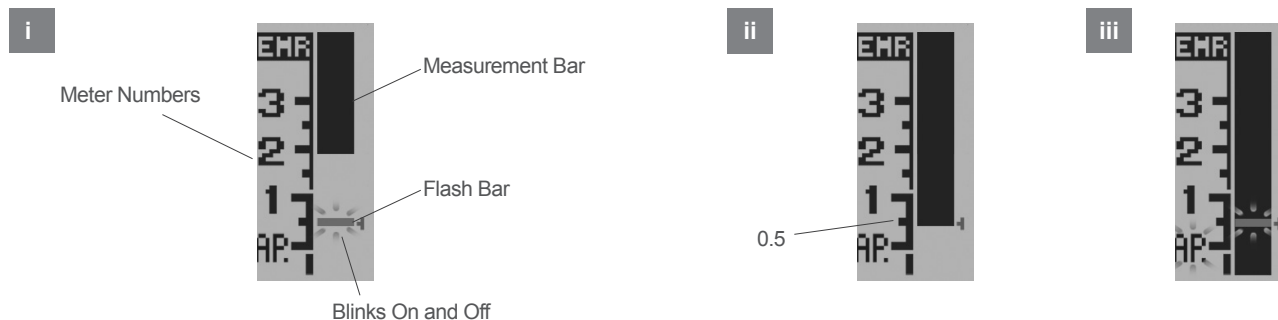 i
EHR
3
2
1
AP.
Meter Numbers
Measurement Bar
Flash Bar
Blinks On and Off
ii
EHR
3
2
1
AP.
0.5
iii
EHR
3
2
1
AP.